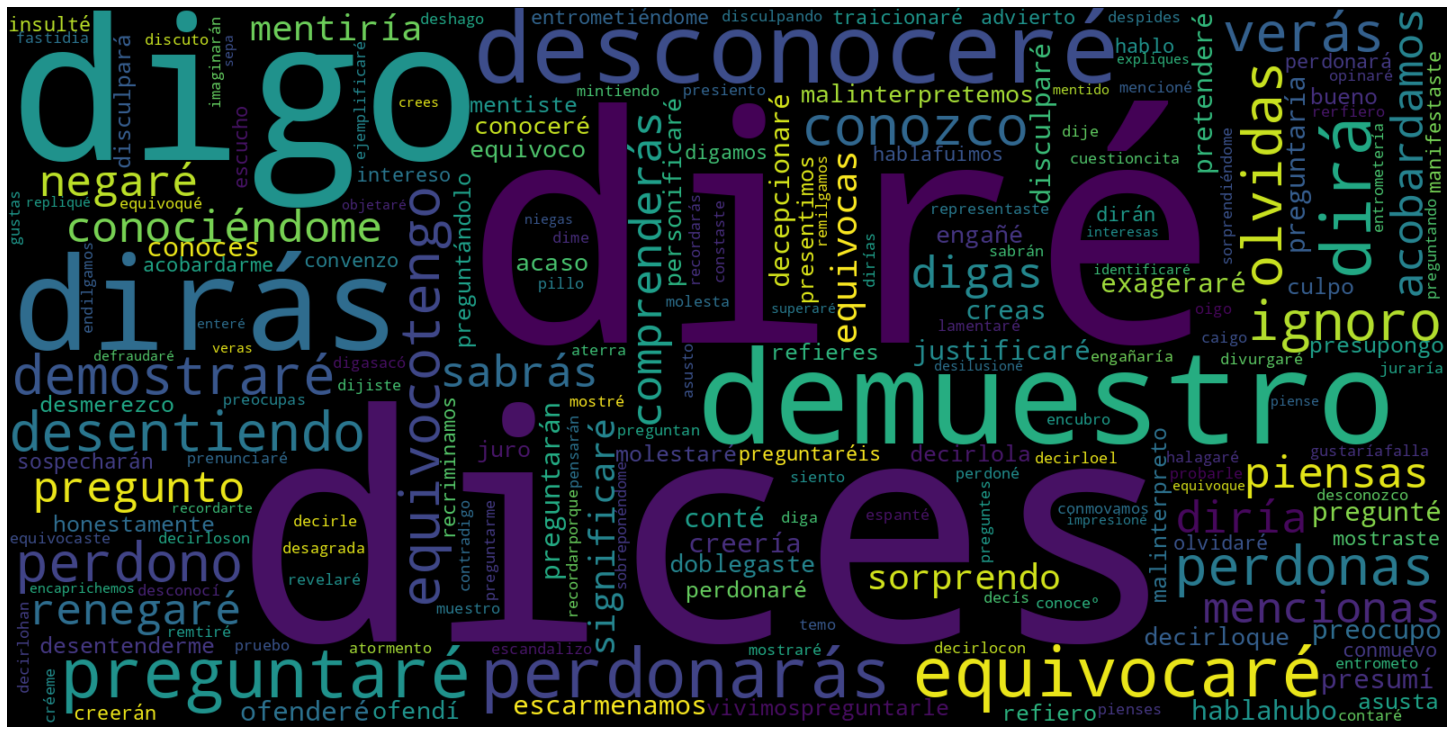 digo
diré
dices
dirás
demuestro
desconoceré
preguntaré
perdonarás
equivocaré
equivocotengo
conozco
olvidas
dirá
ignoro
verás
acobardamos
negaré
conociéndome
demostraré
desentiendo
sabrás
comprenderás
equivocas
digas
creas
justificaré
exageraré
pregunto
perdono
renegaré
significaré
sorprendo
piensas
diría
perdonas
mencionas
mentiría
insulté
fastidia
discuto
disculpará
imaginarán
sepa
deshago
crees
ejemplificaré
escucho
intereso
entrometiéndome
disculpando
traicionaré
advierto
despides
hablo
expliques
mentiste
mintiendo
presiento
malinterpretemos
mentido
mencioné
conoceré
equivoco
digamos
personificaré
decepcionaré
hablafuimos
disculparé
dije
cuestioncita
pretenderé
preguntaría
perdonará
opinaré
bueno
rerfiero
manifestaste
preguntando
entrometería
sorprendiéndome
gustas
repliqué
equivoqué
objetaré
conoces
acobardarme
convenzo
endilgamos
enteré
veras
preguntándolo
niegas
dime
acaso
pillo
recordarás
constaste
molesta
presentimos
remilgamos
superaré
dirías
representaste
engañé
sabrán
dirán
interesas
identificaré
oigo
culpo
caigo
lamentaré
refieres
desilusioné
engañaría
divurgaré
presupongo
juraría
defraudaré
digasacó
dijiste
preocupas
desmerezco
aterra
asusto
mostré
preguntan
encubro
piense
sospecharán
prenunciaré
juro
recriminamos
preguntarán
pensarán
molestaré
preguntaréis
decirlola
decirloel
halagaré
probarle
equivoque
gustaríafalla
desconozco
recordarte
honestamente
equivocaste
decirloson
decirle
desagrada
revelaré
contradigo
preguntarme
recordarporque
sobreponendome
siento
perdoné
conté
diga
espanté
creería
doblegaste
perdonaré
preguntes
decís
conmovamos
impresioné
conoceº
malinterpreto
olvidaré
pregunté
mostraste
encaprichemos
desconocí
remtiré
muestro
temo
desentenderme
pruebo
atormento
escandalizo
mostraré
decirlocon
decirloque
preocupo
conmuevo
entrometo
presumí
decirlohan
créeme
creerán
ofenderé
ofendí
escarmenamos
vivimospreguntarle
refiero
pienses
hablahubo
contaré
asusta